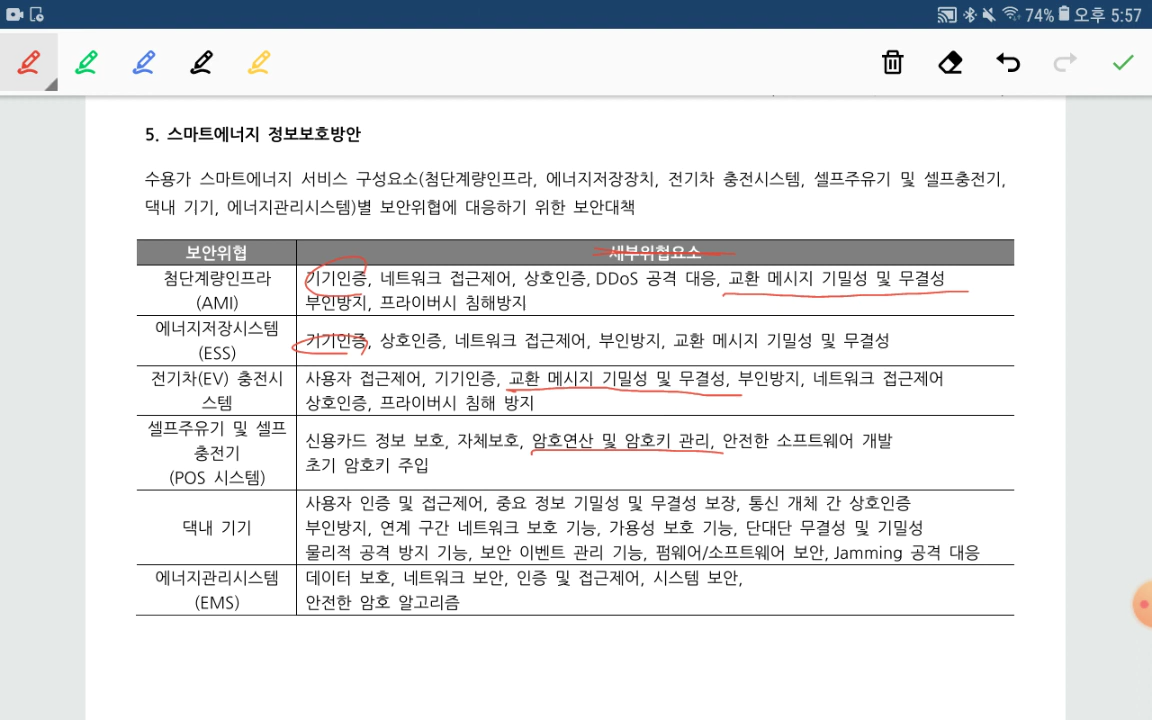 74% 오후 5:57
5. 스마트에너지 정보보호방안
수용가 스마트에너지 서비스 구성요소(첨단계량인프라, 에너지저장장치, 전기차 충전시스템, 셀프주유기 및 셀프충전기,
댁내 기기, 에너지관리시스템)별 보안위협에 대응하기 위한 보안대책
보안위협 세부위협요소
첨단계량인프라
(AMI)
기기인증, 네트워크 접근제어, 상호인증, DDoS 공격 대응, 교환 메시지 기밀성 및 무결성
부인방지, 프라이버시 침해방지
에너지저장시스템
(ESS)
기기인증, 상호인증, 네트워크 접근제어, 부인방지, 교환 메시지 기밀성 및 무결성
전기차(EV) 충전시
스템
사용자 접근제어, 기기인증, 교환 메시지 기밀성 및 무결성, 부인방지, 네트워크 접근제어
상호인증, 프라이버시 침해 방지
셀프주유기 및 셀프
충전기
(POS 시스템)
신용카드 정보 보호, 자체보호, 암호연산 및 암호키 관리, 안전한 소프트웨어 개발
초기 암호키 주입
댁내 기기
사용자 인증 및 접근제어, 중요 정보 기밀성 및 무결성 보장, 통신 개체 간 상호인증
부인방지, 연계 구간 네트워크 보호 기능, 가용성 보호 기능, 단대단 무결성 및 기밀성
물리적 공격 방지 기능, 보안 이벤트 관리 기능, 펌웨어/소프트웨어 보안, Jamming 공격 대응
에너지관리시스템
(EMS)
데이터 보호, 네트워크 보안, 인증 및 접근제어, 시스템 보안,
안전한 암호 알고리즘